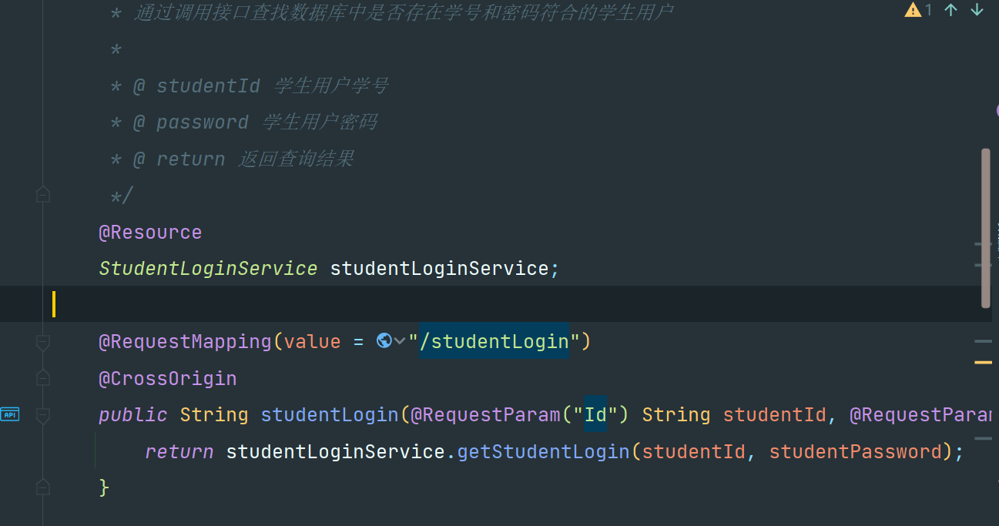 * 通过调用接口查找数据库中是否存在学号和密码符合的学生用户
1
*
* @ studentId 学生用户学号
* @ password 学生用户密码
* @ return 返回查询结果
*/
@Resource
StudentLoginService studentLoginService;
@RequestMapping(value = "/studentLogin")
@CrossOrigin
API
public String studentLogin(@RequestParam("Id") String studentId, @RequestParam
return studentLoginService.getStudentLogin(studentId, studentPassword);
}